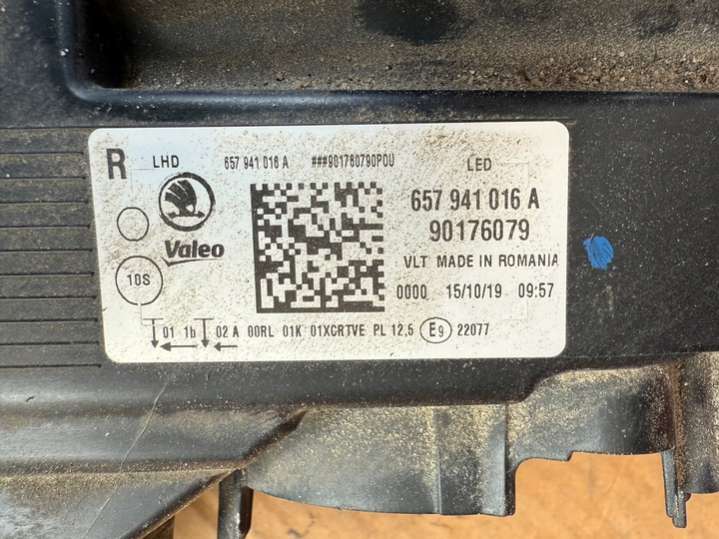 R LHD 657 941 016 A ###901760790P0U LED
657 941 016 A
Valeo
90176079
VLT MADE IN ROMANIA
10S
0000 15/10/19 09:57
01 1b 02 A 00RL 01K 01XCRTVE PL 12,5 E9 22077